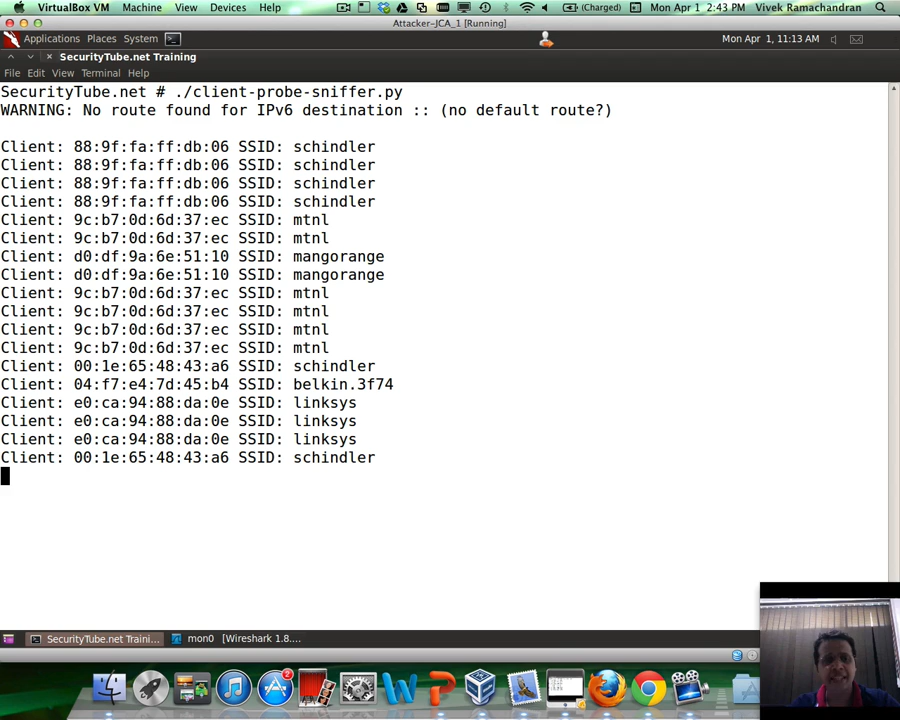 VirtualBox VM Machine View Devices Help (Charged) Mon Apr 1 2:43 PM Vivek Ramachandran
Attacker-JCA_1 [Running]
Applications Places System Mon Apr 1, 11:13 AM
SecurityTube.net Training
File Edit View Terminal Help
SecurityTube.net # ./client-probe-sniffer.py
WARNING: No route found for IPv6 destination :: (no default route?)
Client: 88:9f:fa:ff:db:06 SSID: schindler
Client: 88:9f:fa:ff:db:06 SSID: schindler
Client: 88:9f:fa:ff:db:06 SSID: schindler
Client: 88:9f:fa:ff:db:06 SSID: schindler
Client: 9c:b7:0d:6d:37:ec SSID: mtnl
Client: 9c:b7:0d:6d:37:ec SSID: mtnl
Client: d0:df:9a:6e:51:10 SSID: mangorange
Client: d0:df:9a:6e:51:10 SSID: mangorange
Client: 9c:b7:0d:6d:37:ec SSID: mtnl
Client: 9c:b7:0d:6d:37:ec SSID: mtnl
Client: 9c:b7:0d:6d:37:ec SSID: mtnl
Client: 9c:b7:0d:6d:37:ec SSID: mtnl
Client: 00:1e:65:48:43:a6 SSID: schindler
Client: 04:f7:e4:7d:45:b4 SSID: belkin.3f74
Client: e0:ca:94:88:da:0e SSID: linksys
Client: e0:ca:94:88:da:0e SSID: linksys
Client: e0:ca:94:88:da:0e SSID: linksys
Client: 00:1e:65:48:43:a6 SSID: schindler
SecurityTube.net Traini... mon0 [Wireshark 1.8....
2